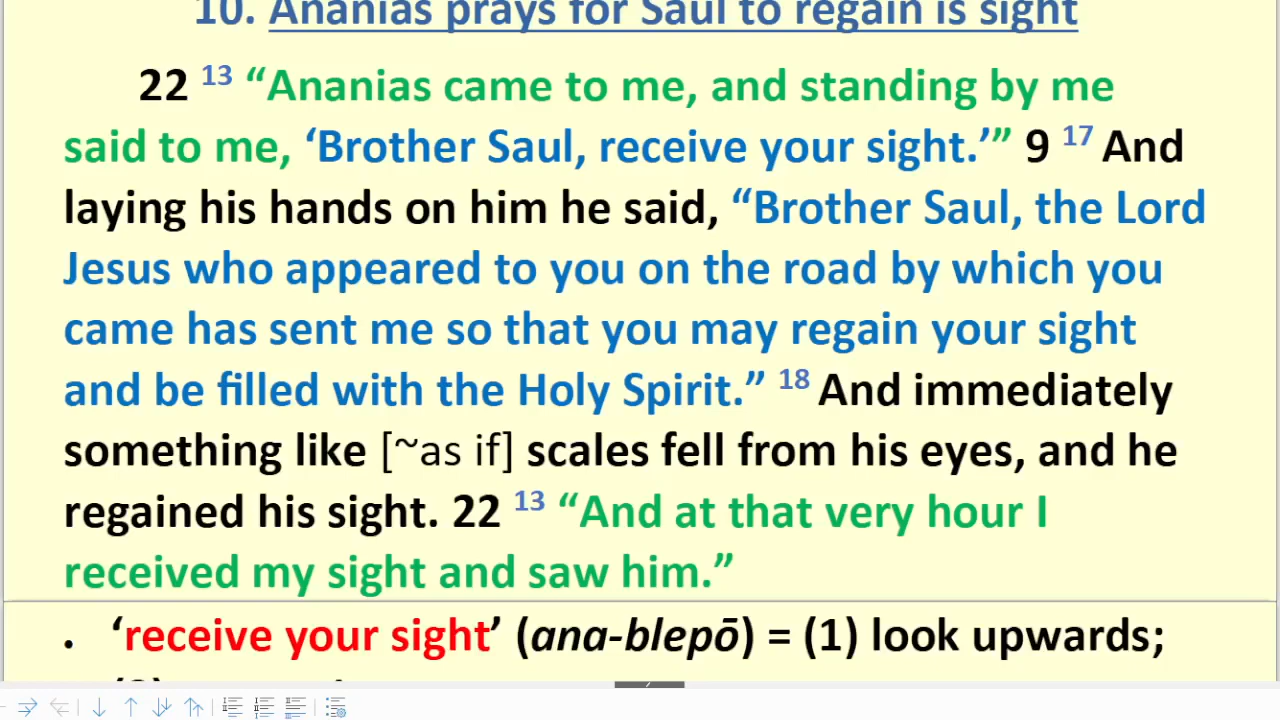 10. Ananias prays for Saul to regain is sight
22 13 “Ananias came to me, and standing by me
said to me, ‘Brother Saul, receive your sight.’” 9 17 And
laying his hands on him he said, “Brother Saul, the Lord
Jesus who appeared to you on the road by which you
came has sent me so that you may regain your sight
and be filled with the Holy Spirit.” 18 And immediately
something like [~as if] scales fell from his eyes, and he
regained his sight. 22 13 “And at that very hour I
received my sight and saw him.”
• ‘receive your sight’ (ana-blepō) = (1) look upwards;